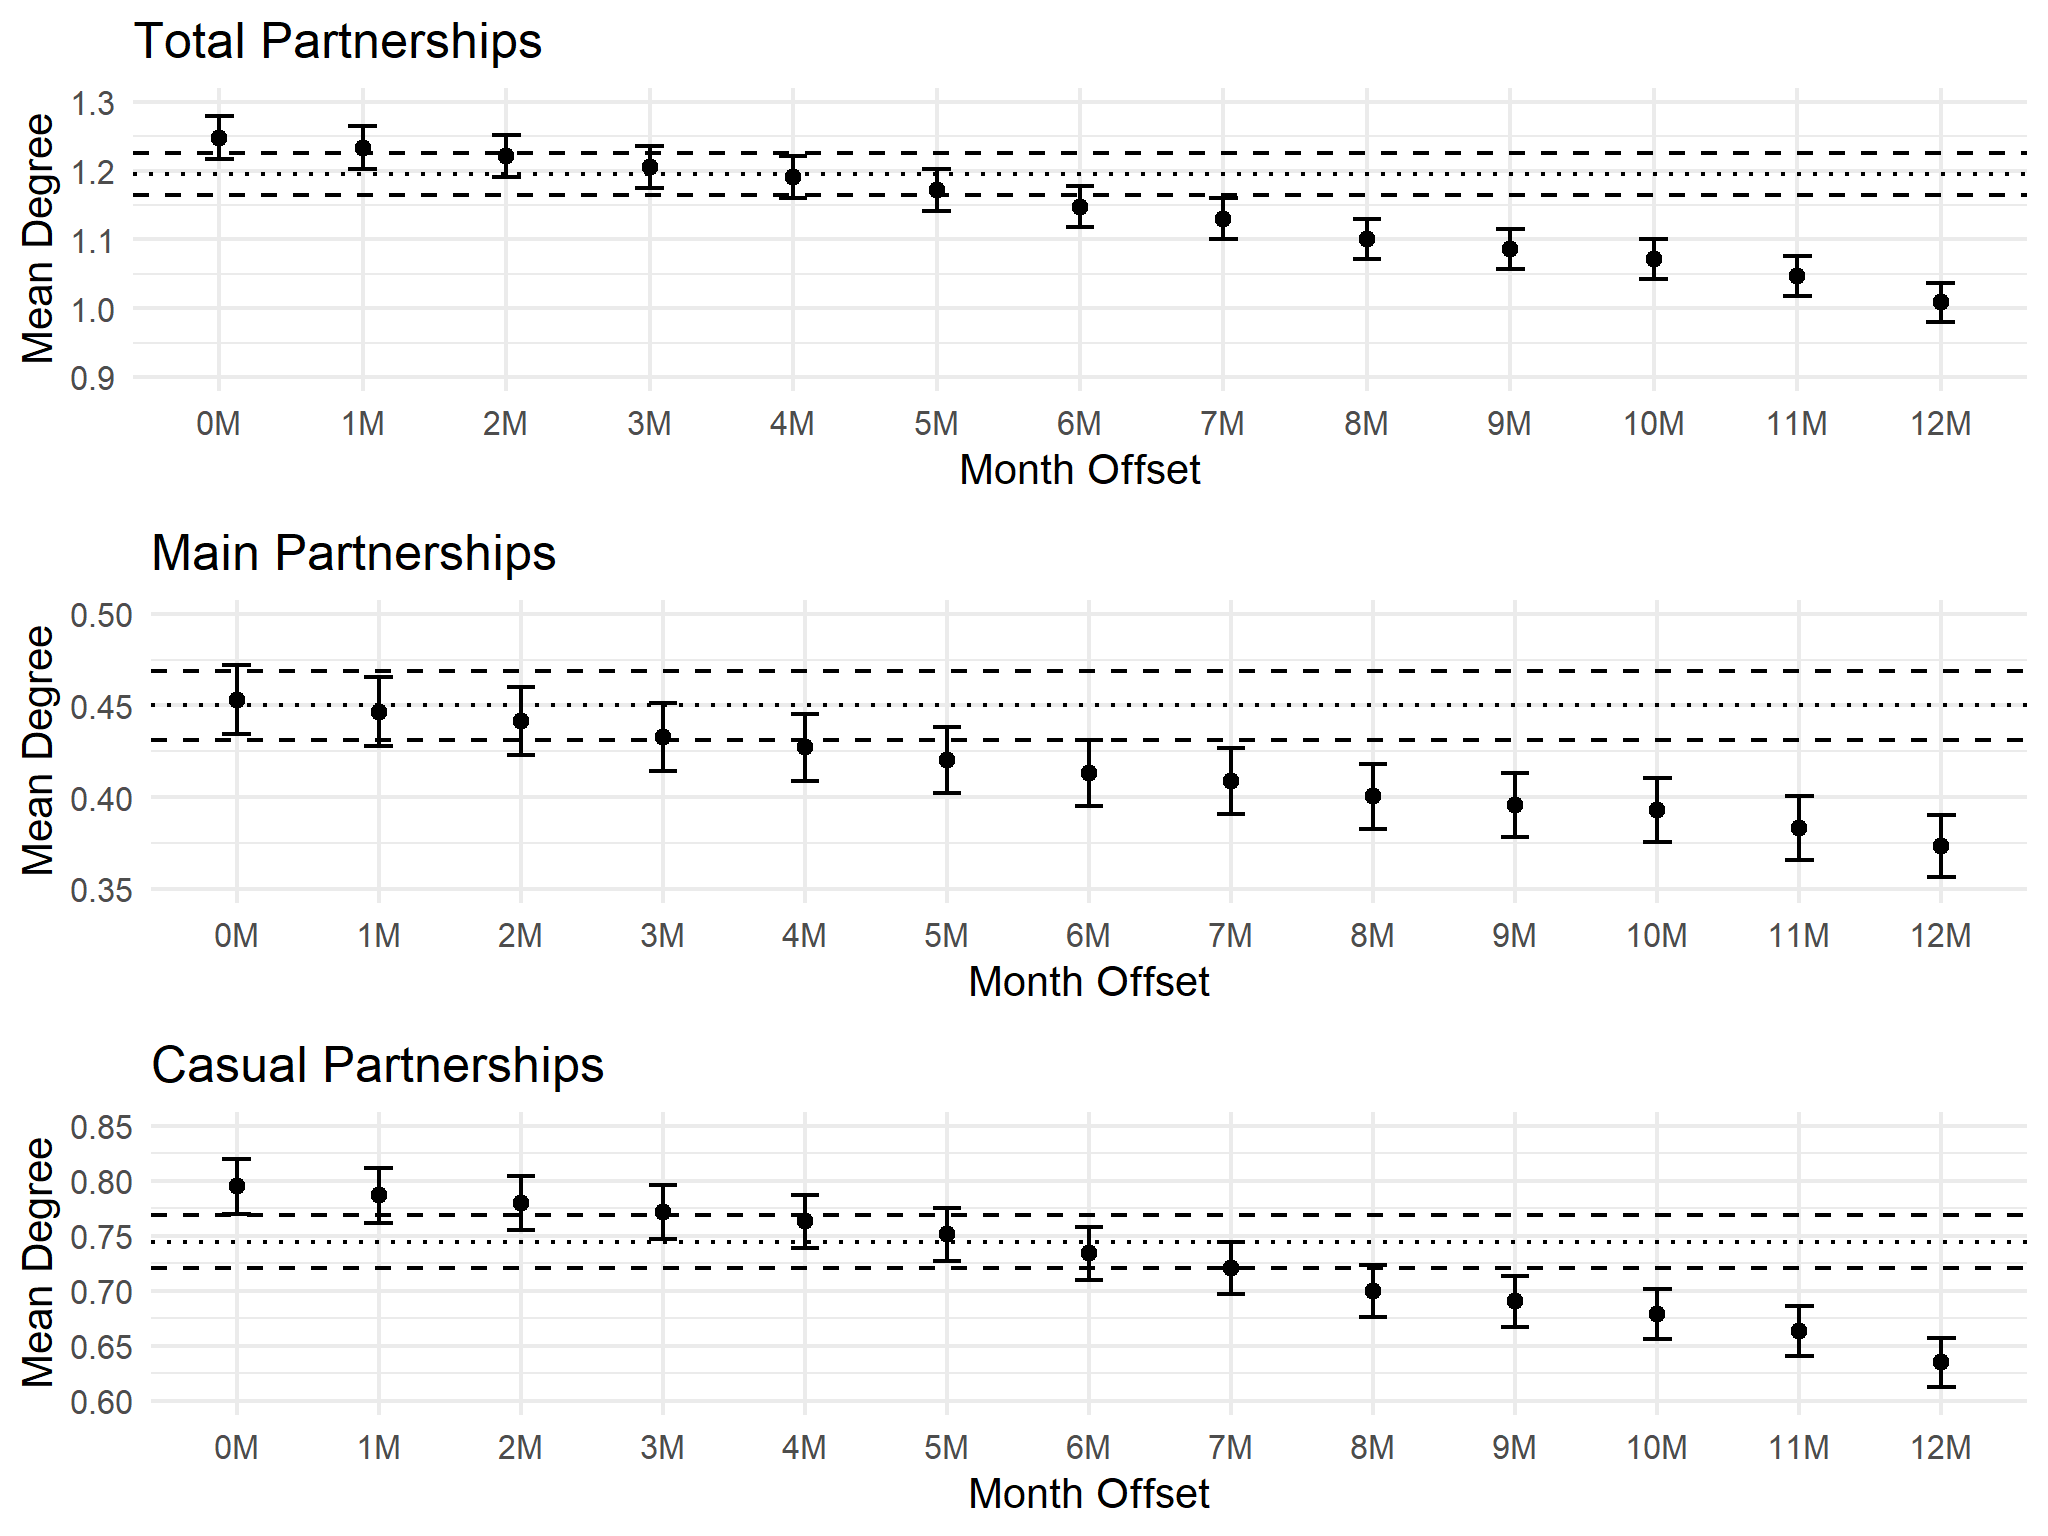 Total Partnerships
Mean Degree
1.3
1.2
1.1
1.0
0.9
0M 1M 2M 3M 4M 5M 6M 7M 8M 9M 10M 11M 12M
Month Offset
Main Partnerships
Mean Degree
0.50
0.45
0.40
0.35
0M 1M 2M 3M 4M 5M 6M 7M 8M 9M 10M 11M 12M
Month Offset
Casual Partnerships
Mean Degree
0.85
0.80
0.75
0.70
0.65
0.60
0M 1M 2M 3M 4M 5M 6M 7M 8M 9M 10M 11M 12M
Month Offset